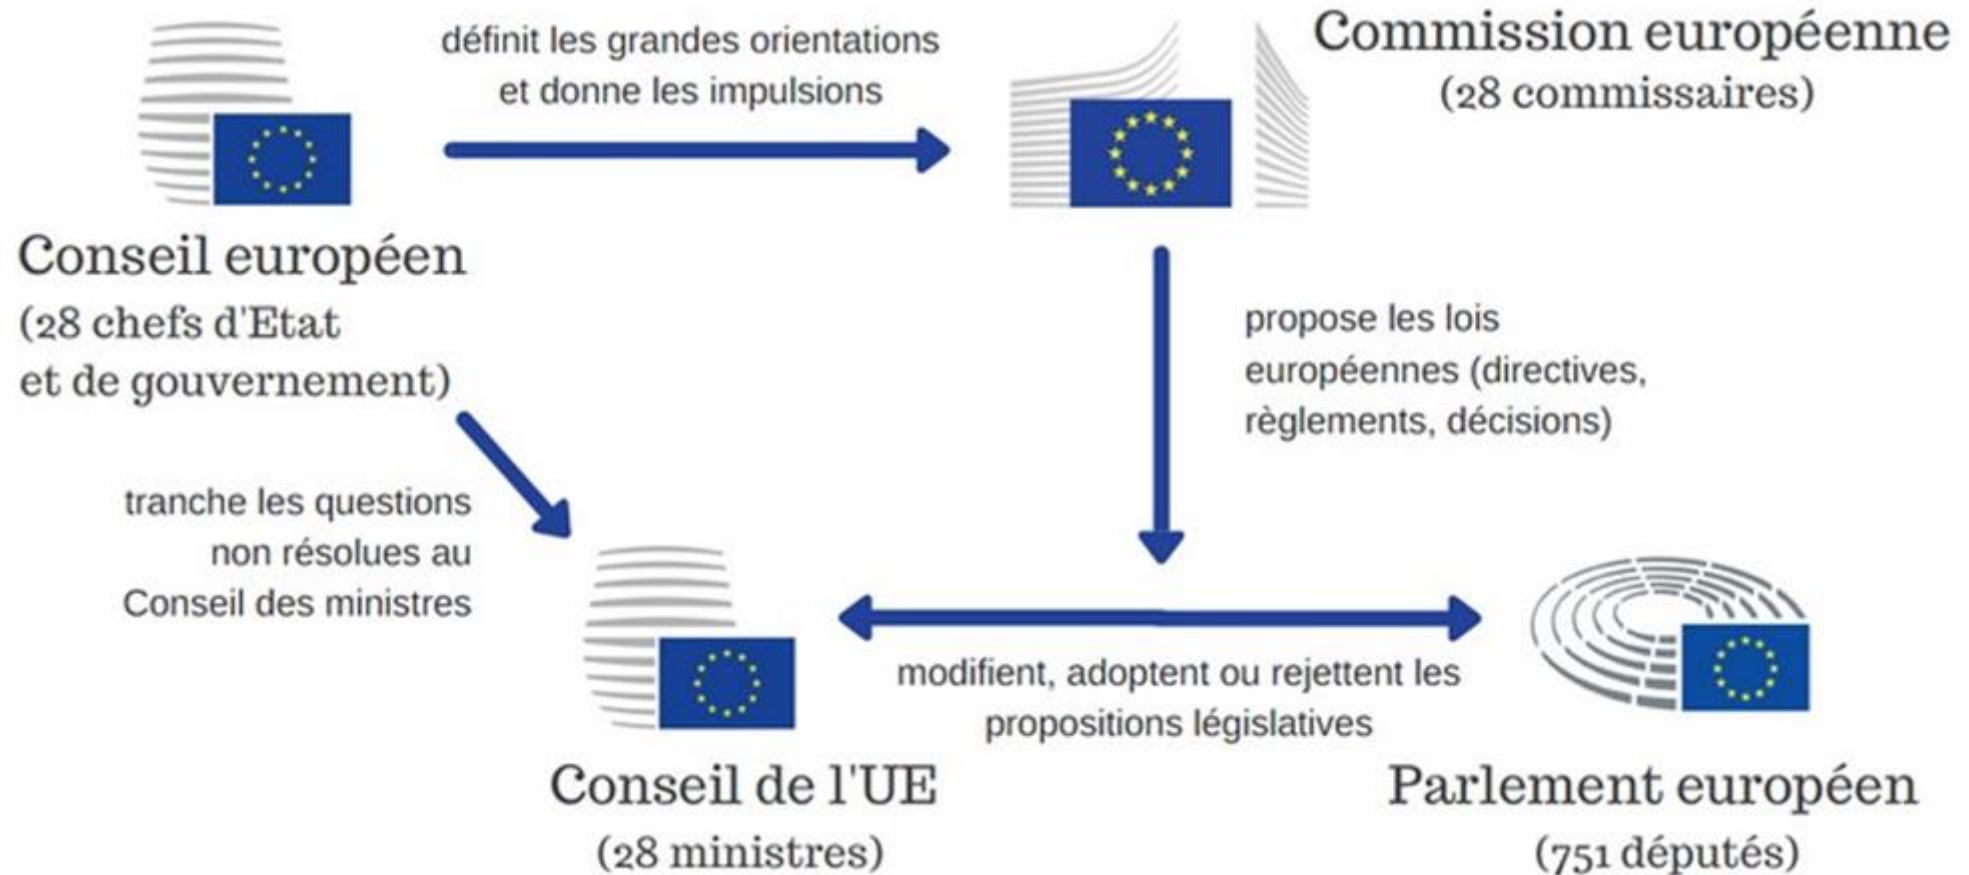 définit les grandes orientations
et donne les impulsions
Commission européenne
(28 commissaires)
Conseil européen
(28 chefs d'Etat
et de gouvernement)
propose les lois
européennes (directives,
règlements, décisions)
tranche les questions
non résolues au
Conseil des ministres
modifient, adoptent ou rejettent les
propositions législatives
Conseil de l'UE
(28 ministres)
Parlement européen
(751 députés)